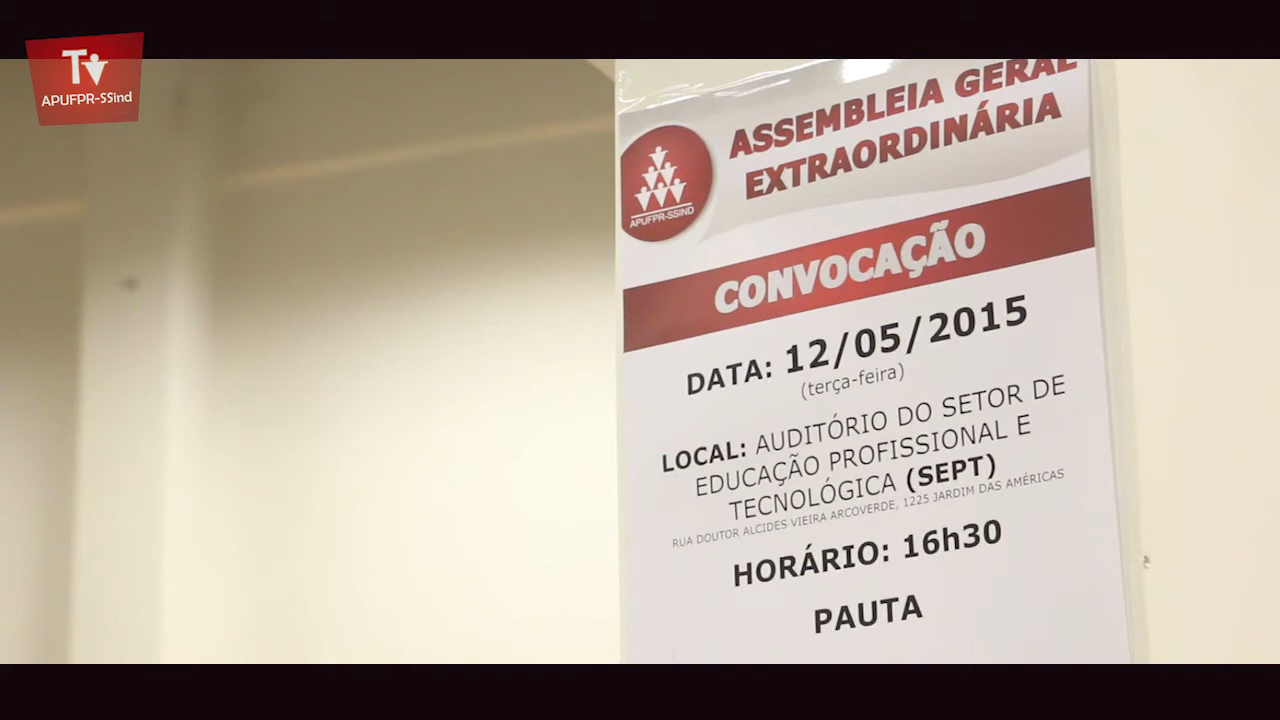 TV
APUFPR-SSind
ASSEMBLEIA GERAL
EXTRAORDINÁRIA
APUFPR-SSIND
CONVOCAÇÃO
DATA: 12/05/2015
(terça-feira)
LOCAL: AUDITÓRIO DO SETOR DE
EDUCAÇÃO PROFISSIONAL E
TECNOLÓGICA (SEPT)
RUA DOUTOR ALCIDES VIEIRA ARCOVERDE, 1225 JARDIM DAS AMÉRICAS
HORÁRIO: 16h30
PAUTA